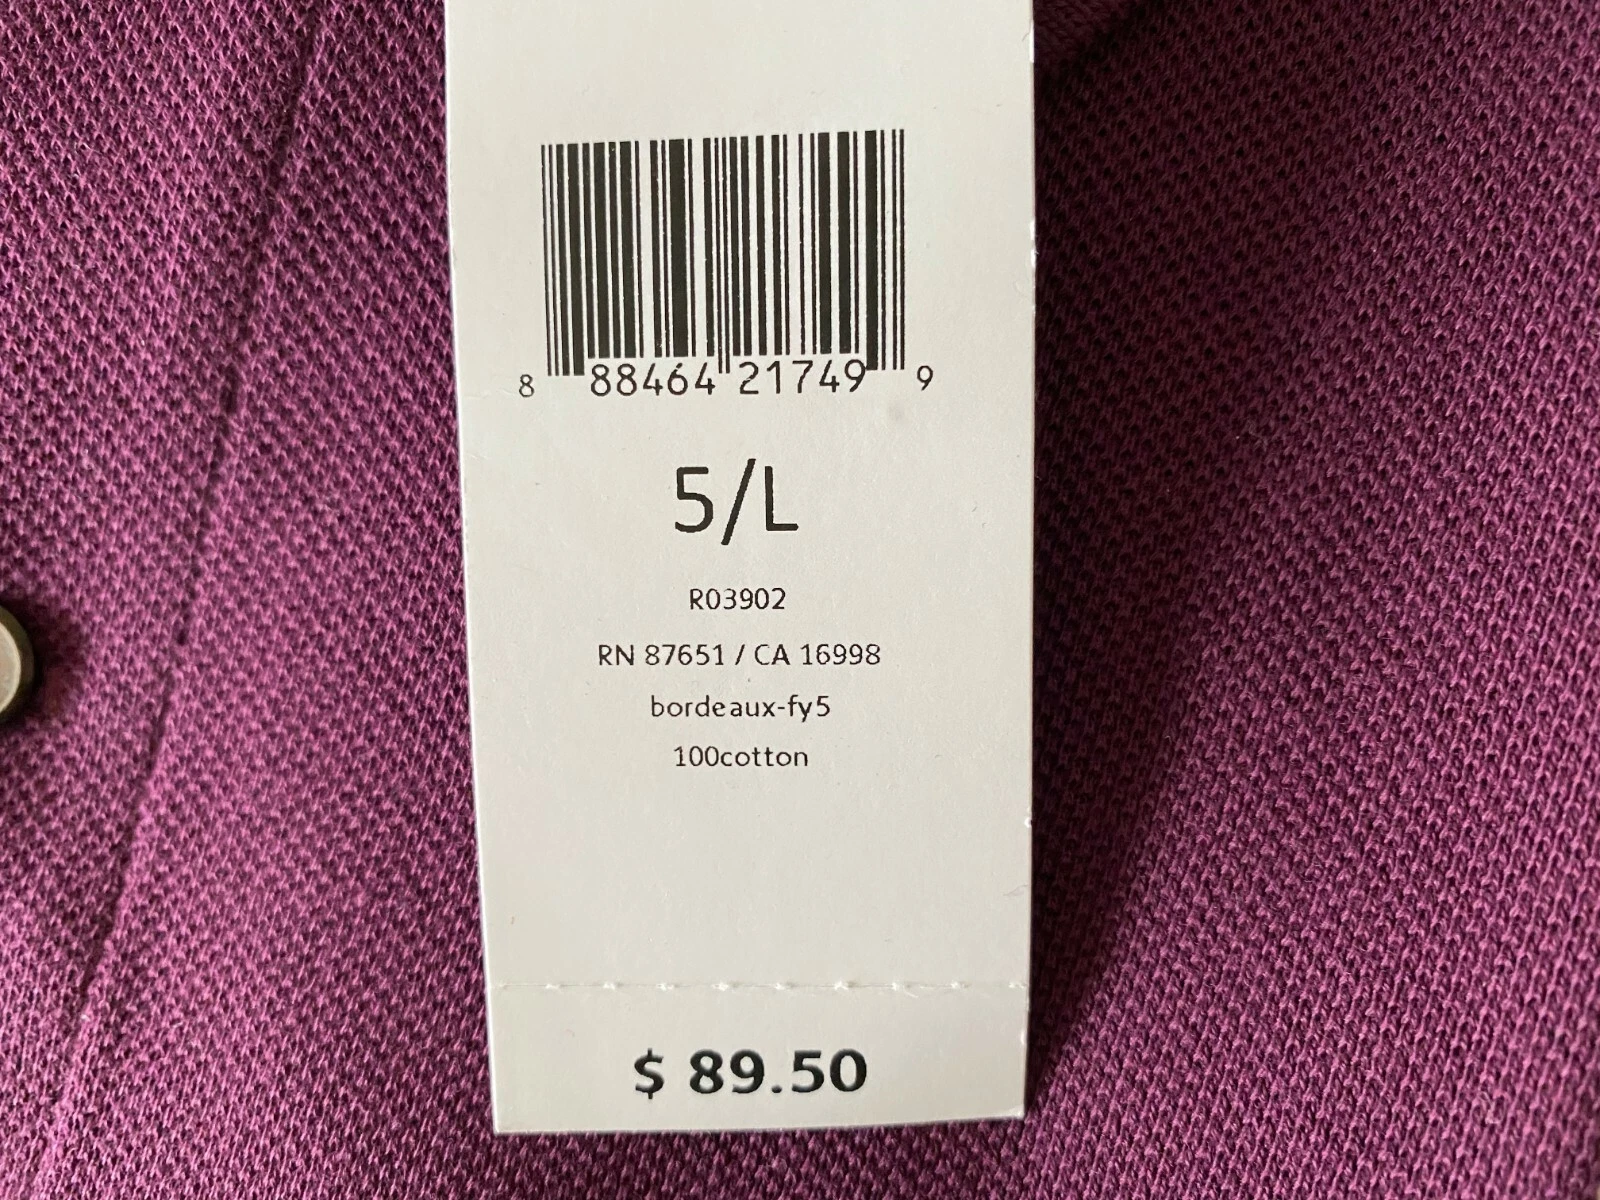 8 88464 21749 9
5/L
R03902
RN 87651 / CA 16998
bordeaux-fy5
100cotton
$ 89.50